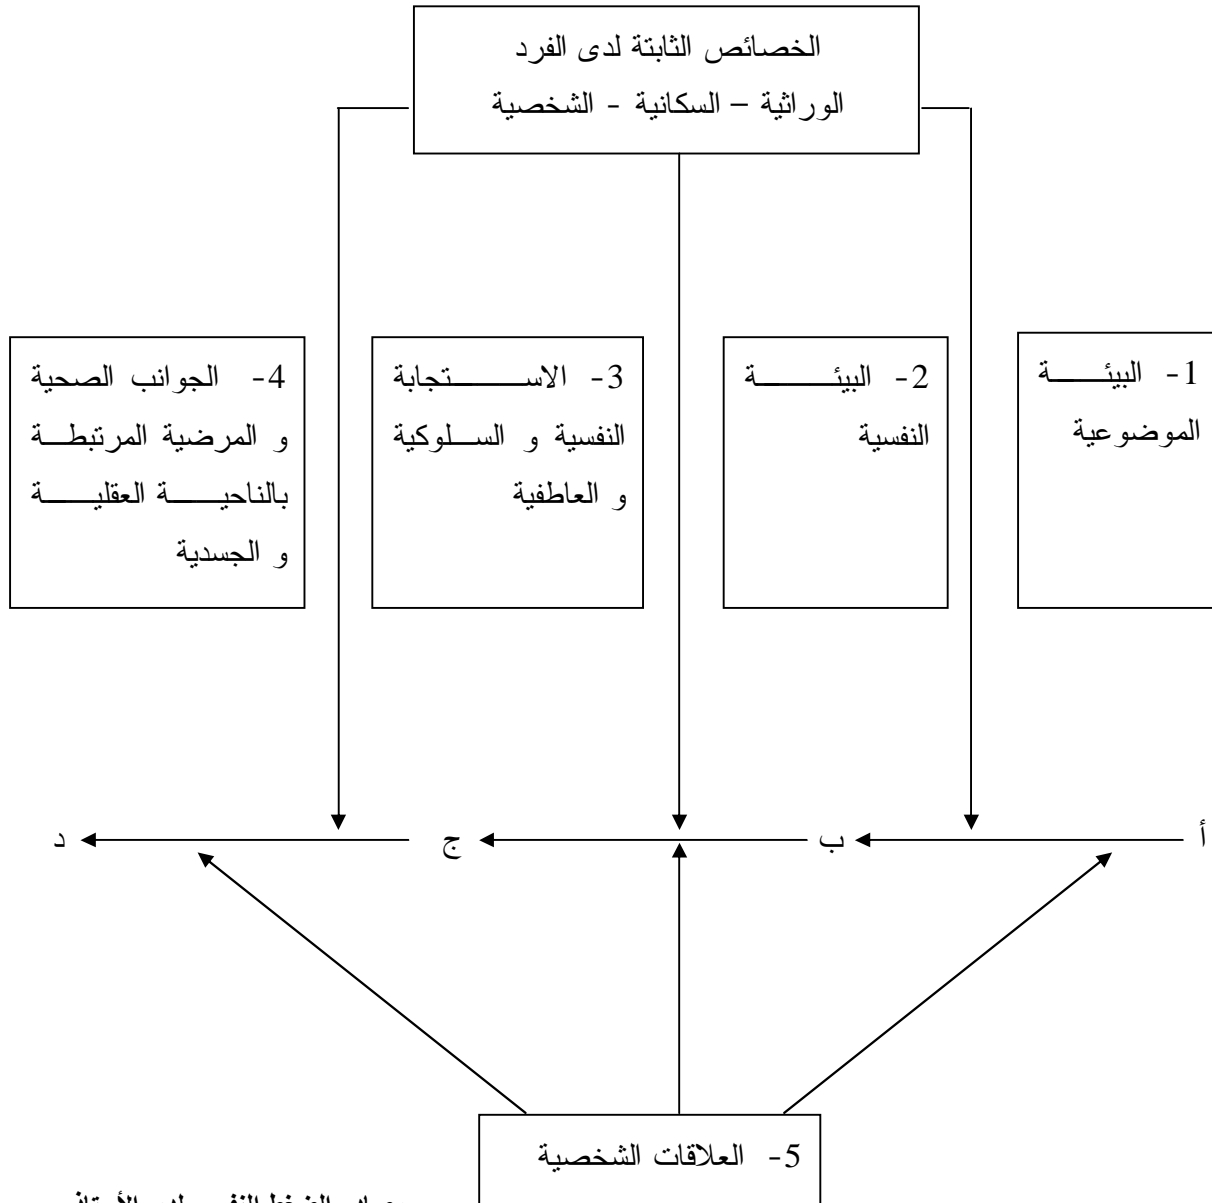 الخصائص الثابتة لدى الفرد
الوراثية – السكانية - الشخصية
1- البيئة
الموضوعية
2- البيئة
النفسية
3- الاستجابة
النفسية و السلوكية
و العاطفية
4- الجوانب الصحية
و المرضية المرتبطة
بالناحية العقلية
و الجسدية
أ
ب
ج
د
5- العلاقات الشخصية